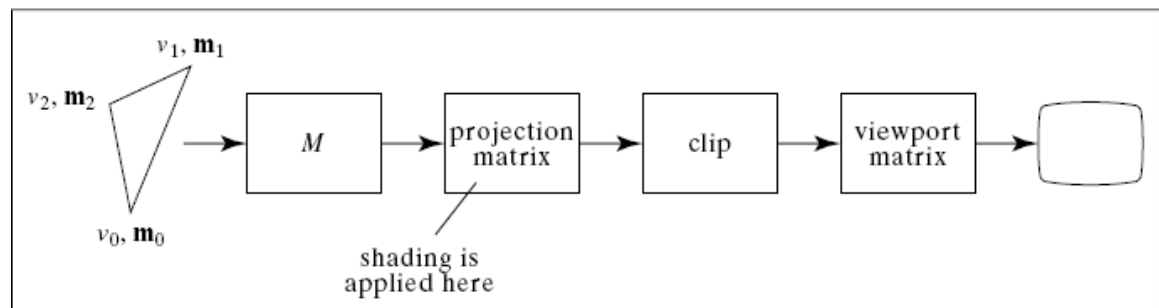 v1, m1
v2, m2
v0, m0
M
projection
matrix
shading is
applied here
clip
viewport
matrix